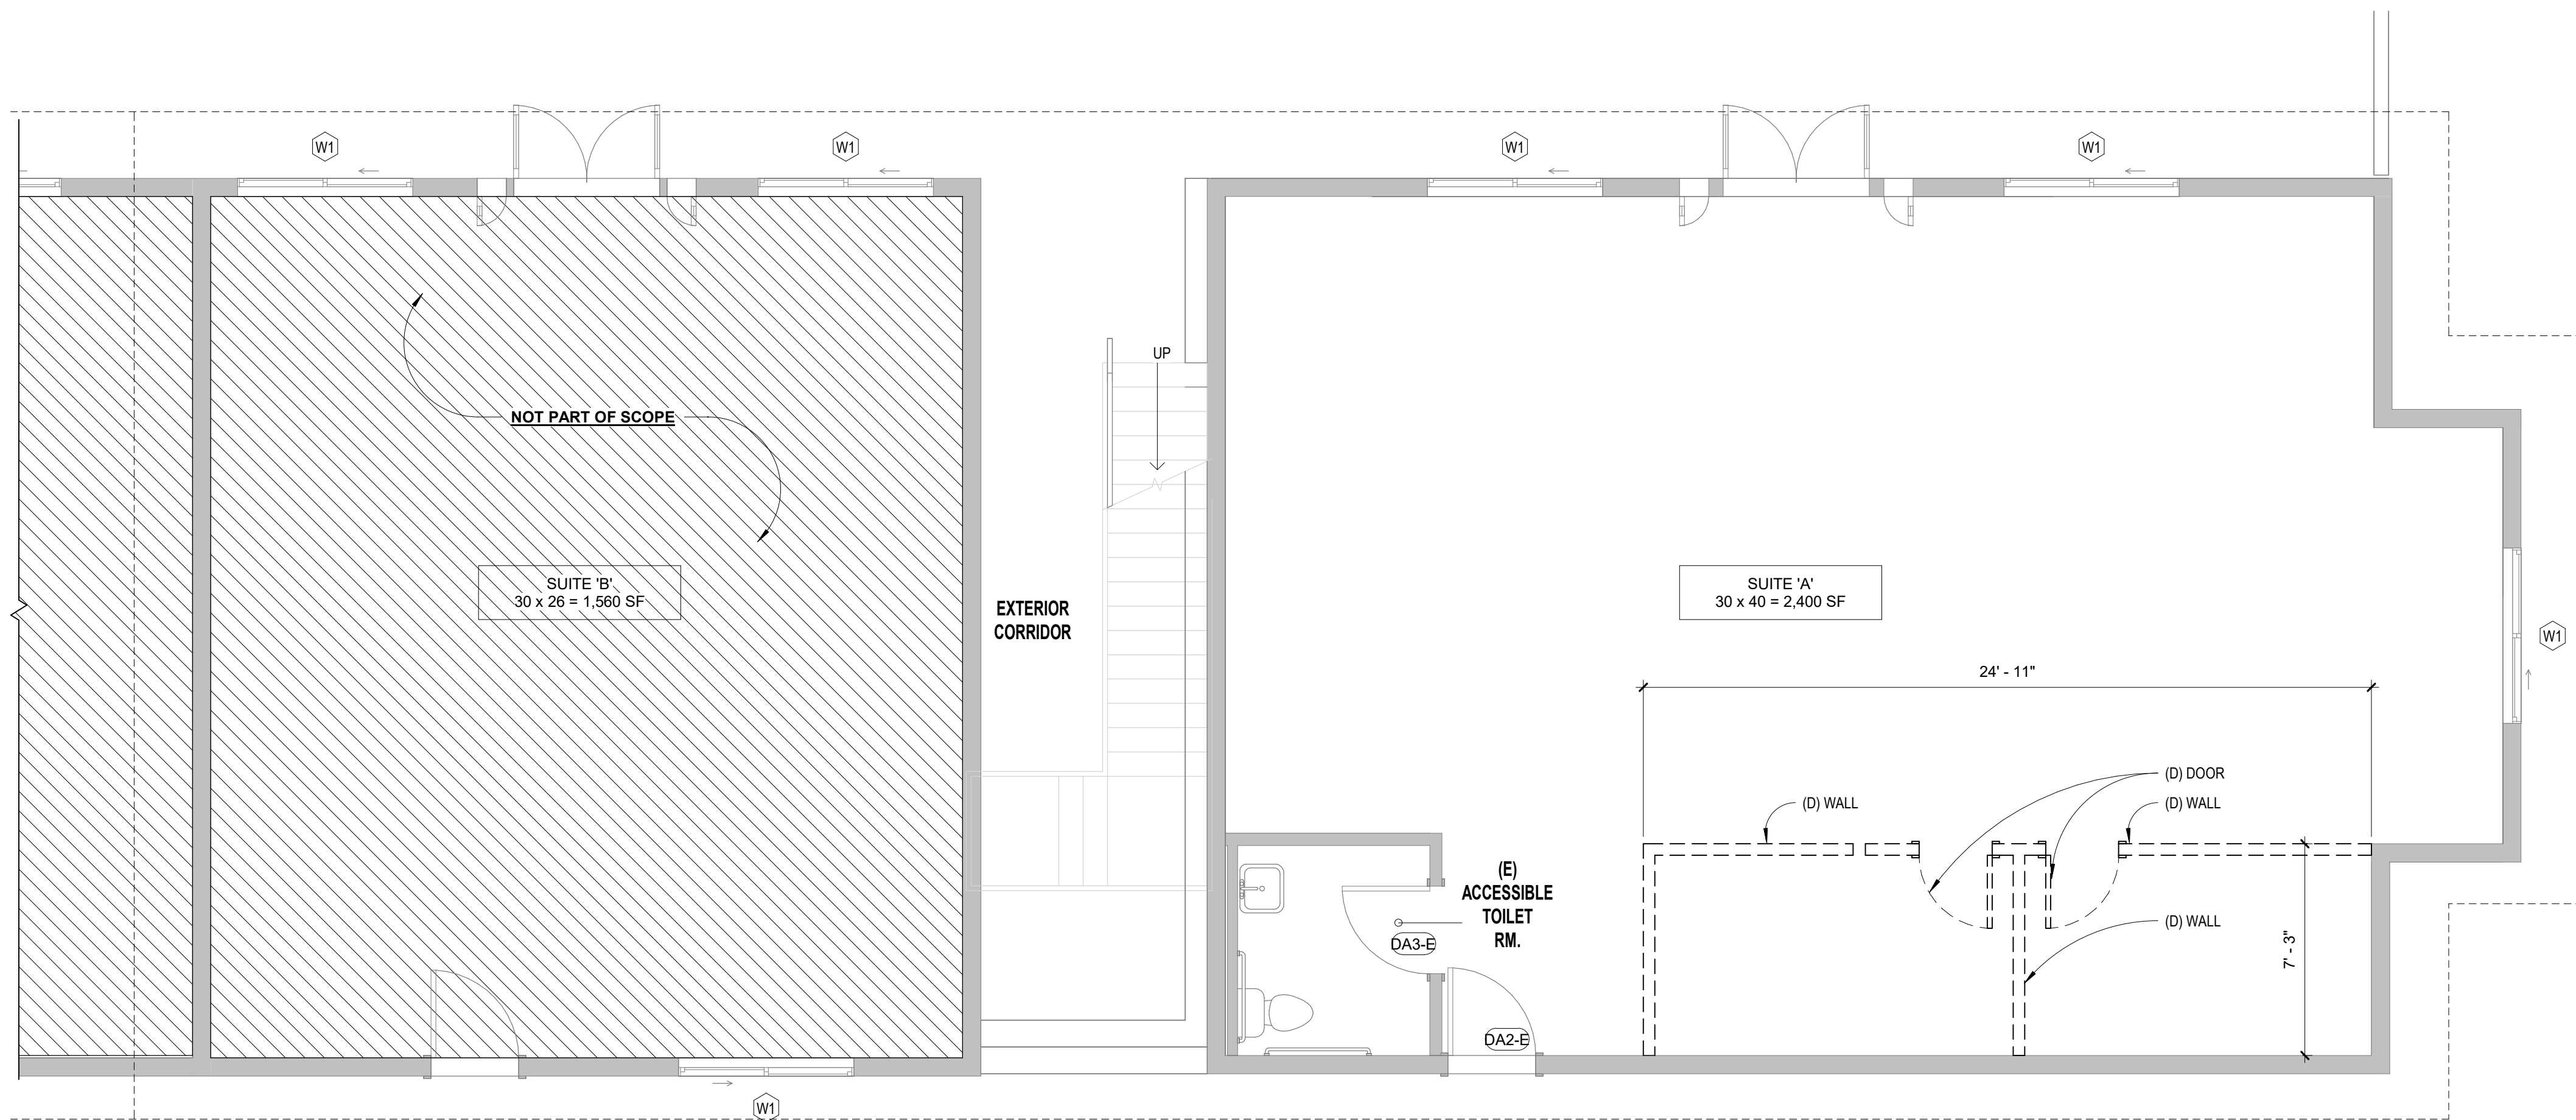 W1
W1
W1
W1
UP
NOT PART OF SCOPE
SUITE 'B'
30 x 26 = 1,560 SF
EXTERIOR
CORRIDOR
SUITE 'A'
30 x 40 = 2,400 SF
W1
24' - 11"
(D) DOOR
(D) WALL
(D) WALL
(E)
ACCESSIBLE
TOILET
RM.
(D) WALL
DA3-E
7' - 3"
DA2-E
W1